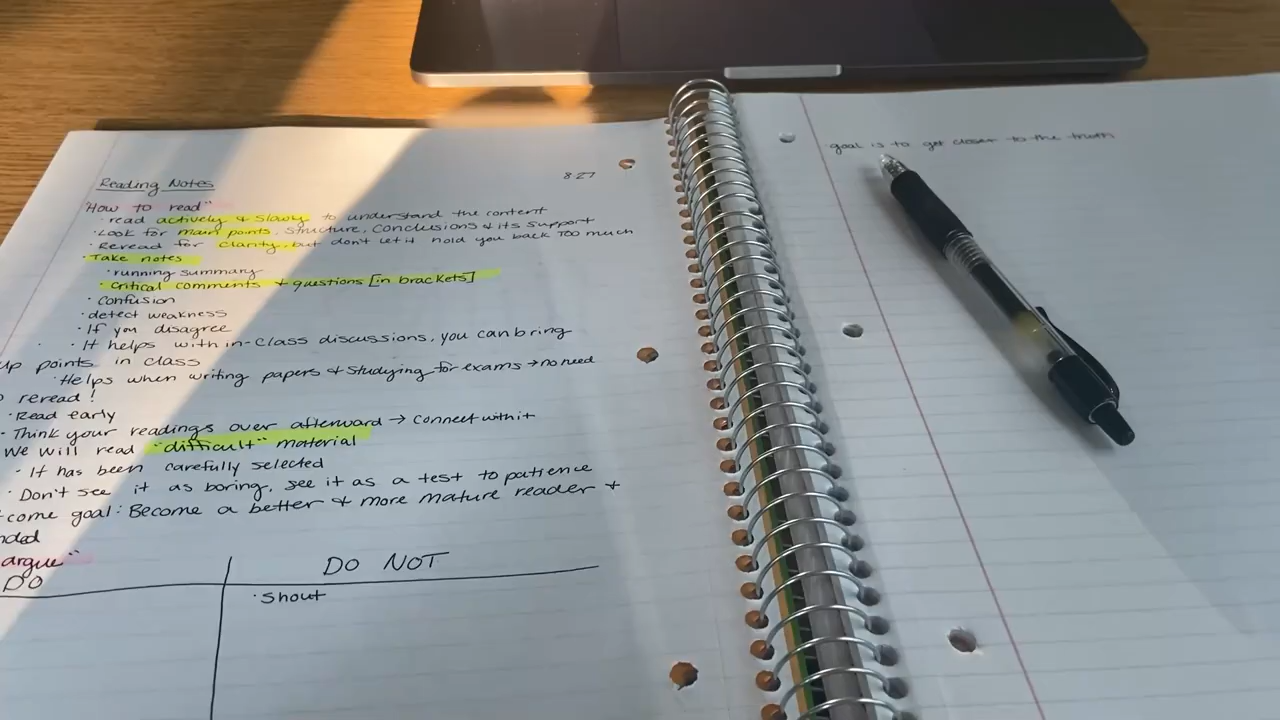 Reading Notes
8.27
How to read"
· read actively & slowly to understand the content
· Look for main points, structure, conclusions & its support
· Reread for clarity, but don't let it hold you back TOO much
· Take notes
· running summary
· critical comments & questions [in brackets]
· confusion
· detect weakness
· If you disagree
· It helps with in-class discussions, you can bring
up points in class
· Helps when writing papers & studying for exams → no need
reread!
· Read early
· Think your readings over afterward → connect with it
We will read "difficult" material
· It has been carefully selected
· Don't see it as boring, see it as a test to patience
come goal: Become a better & more mature reader &
nded
argue"
DO
DO NOT
· shout
goal is to get closer to the truth